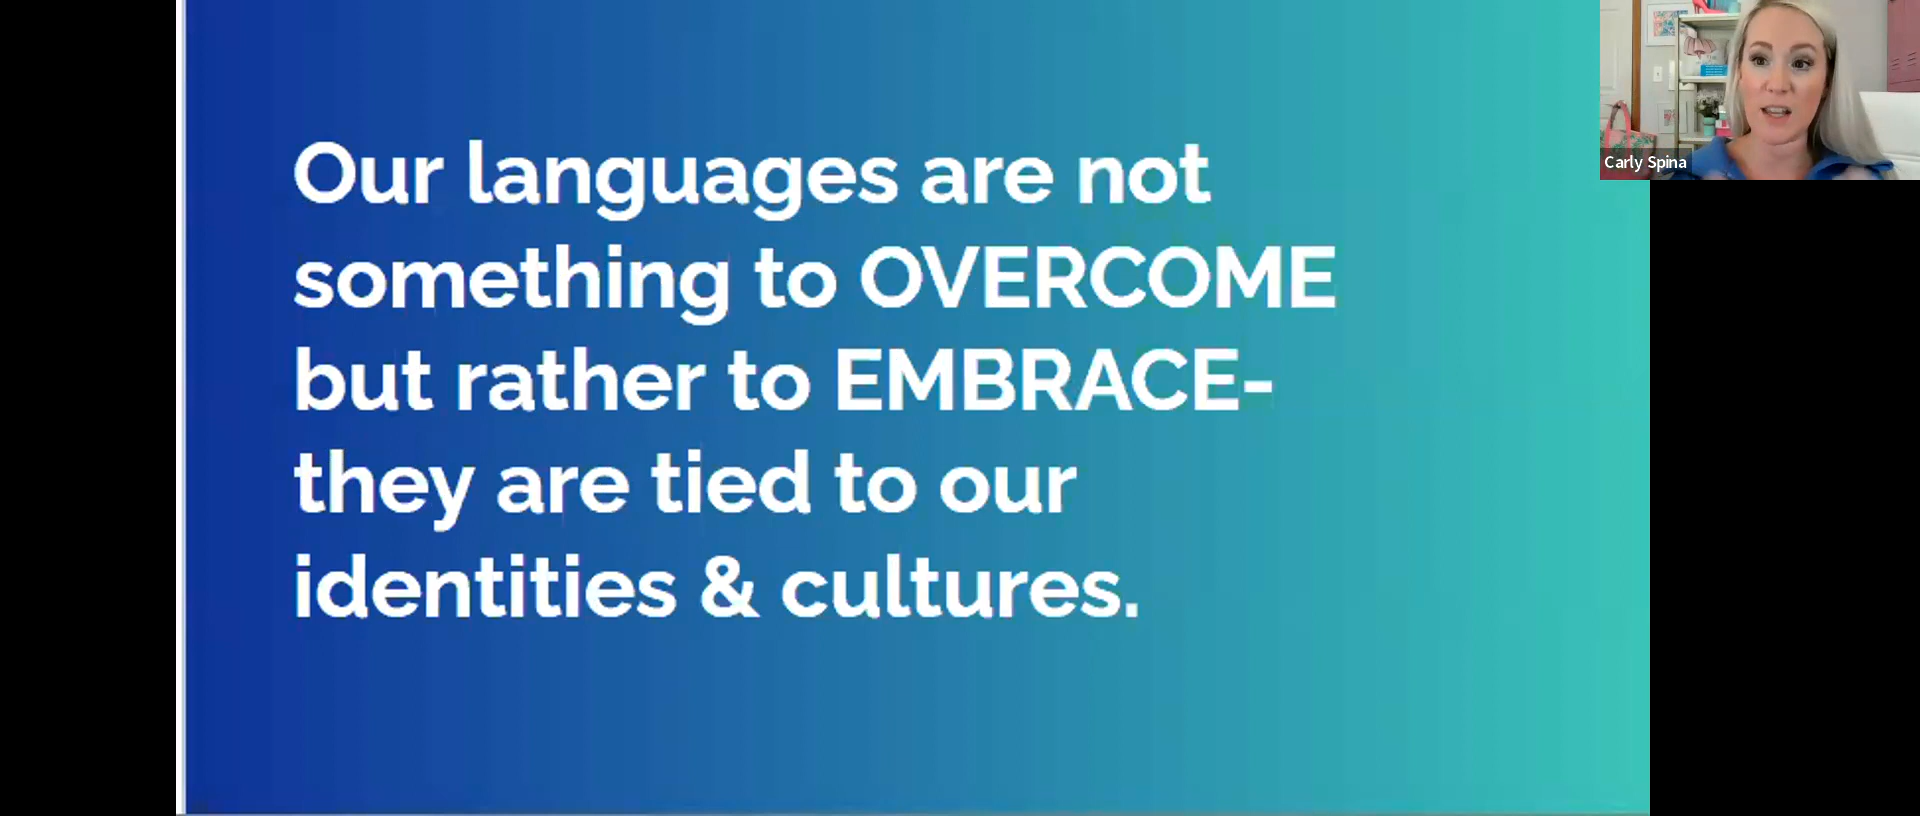 Our languages are not
something to OVERCOME
but rather to EMBRACE-
they are tied to our
identities & cultures.
Carly Spina